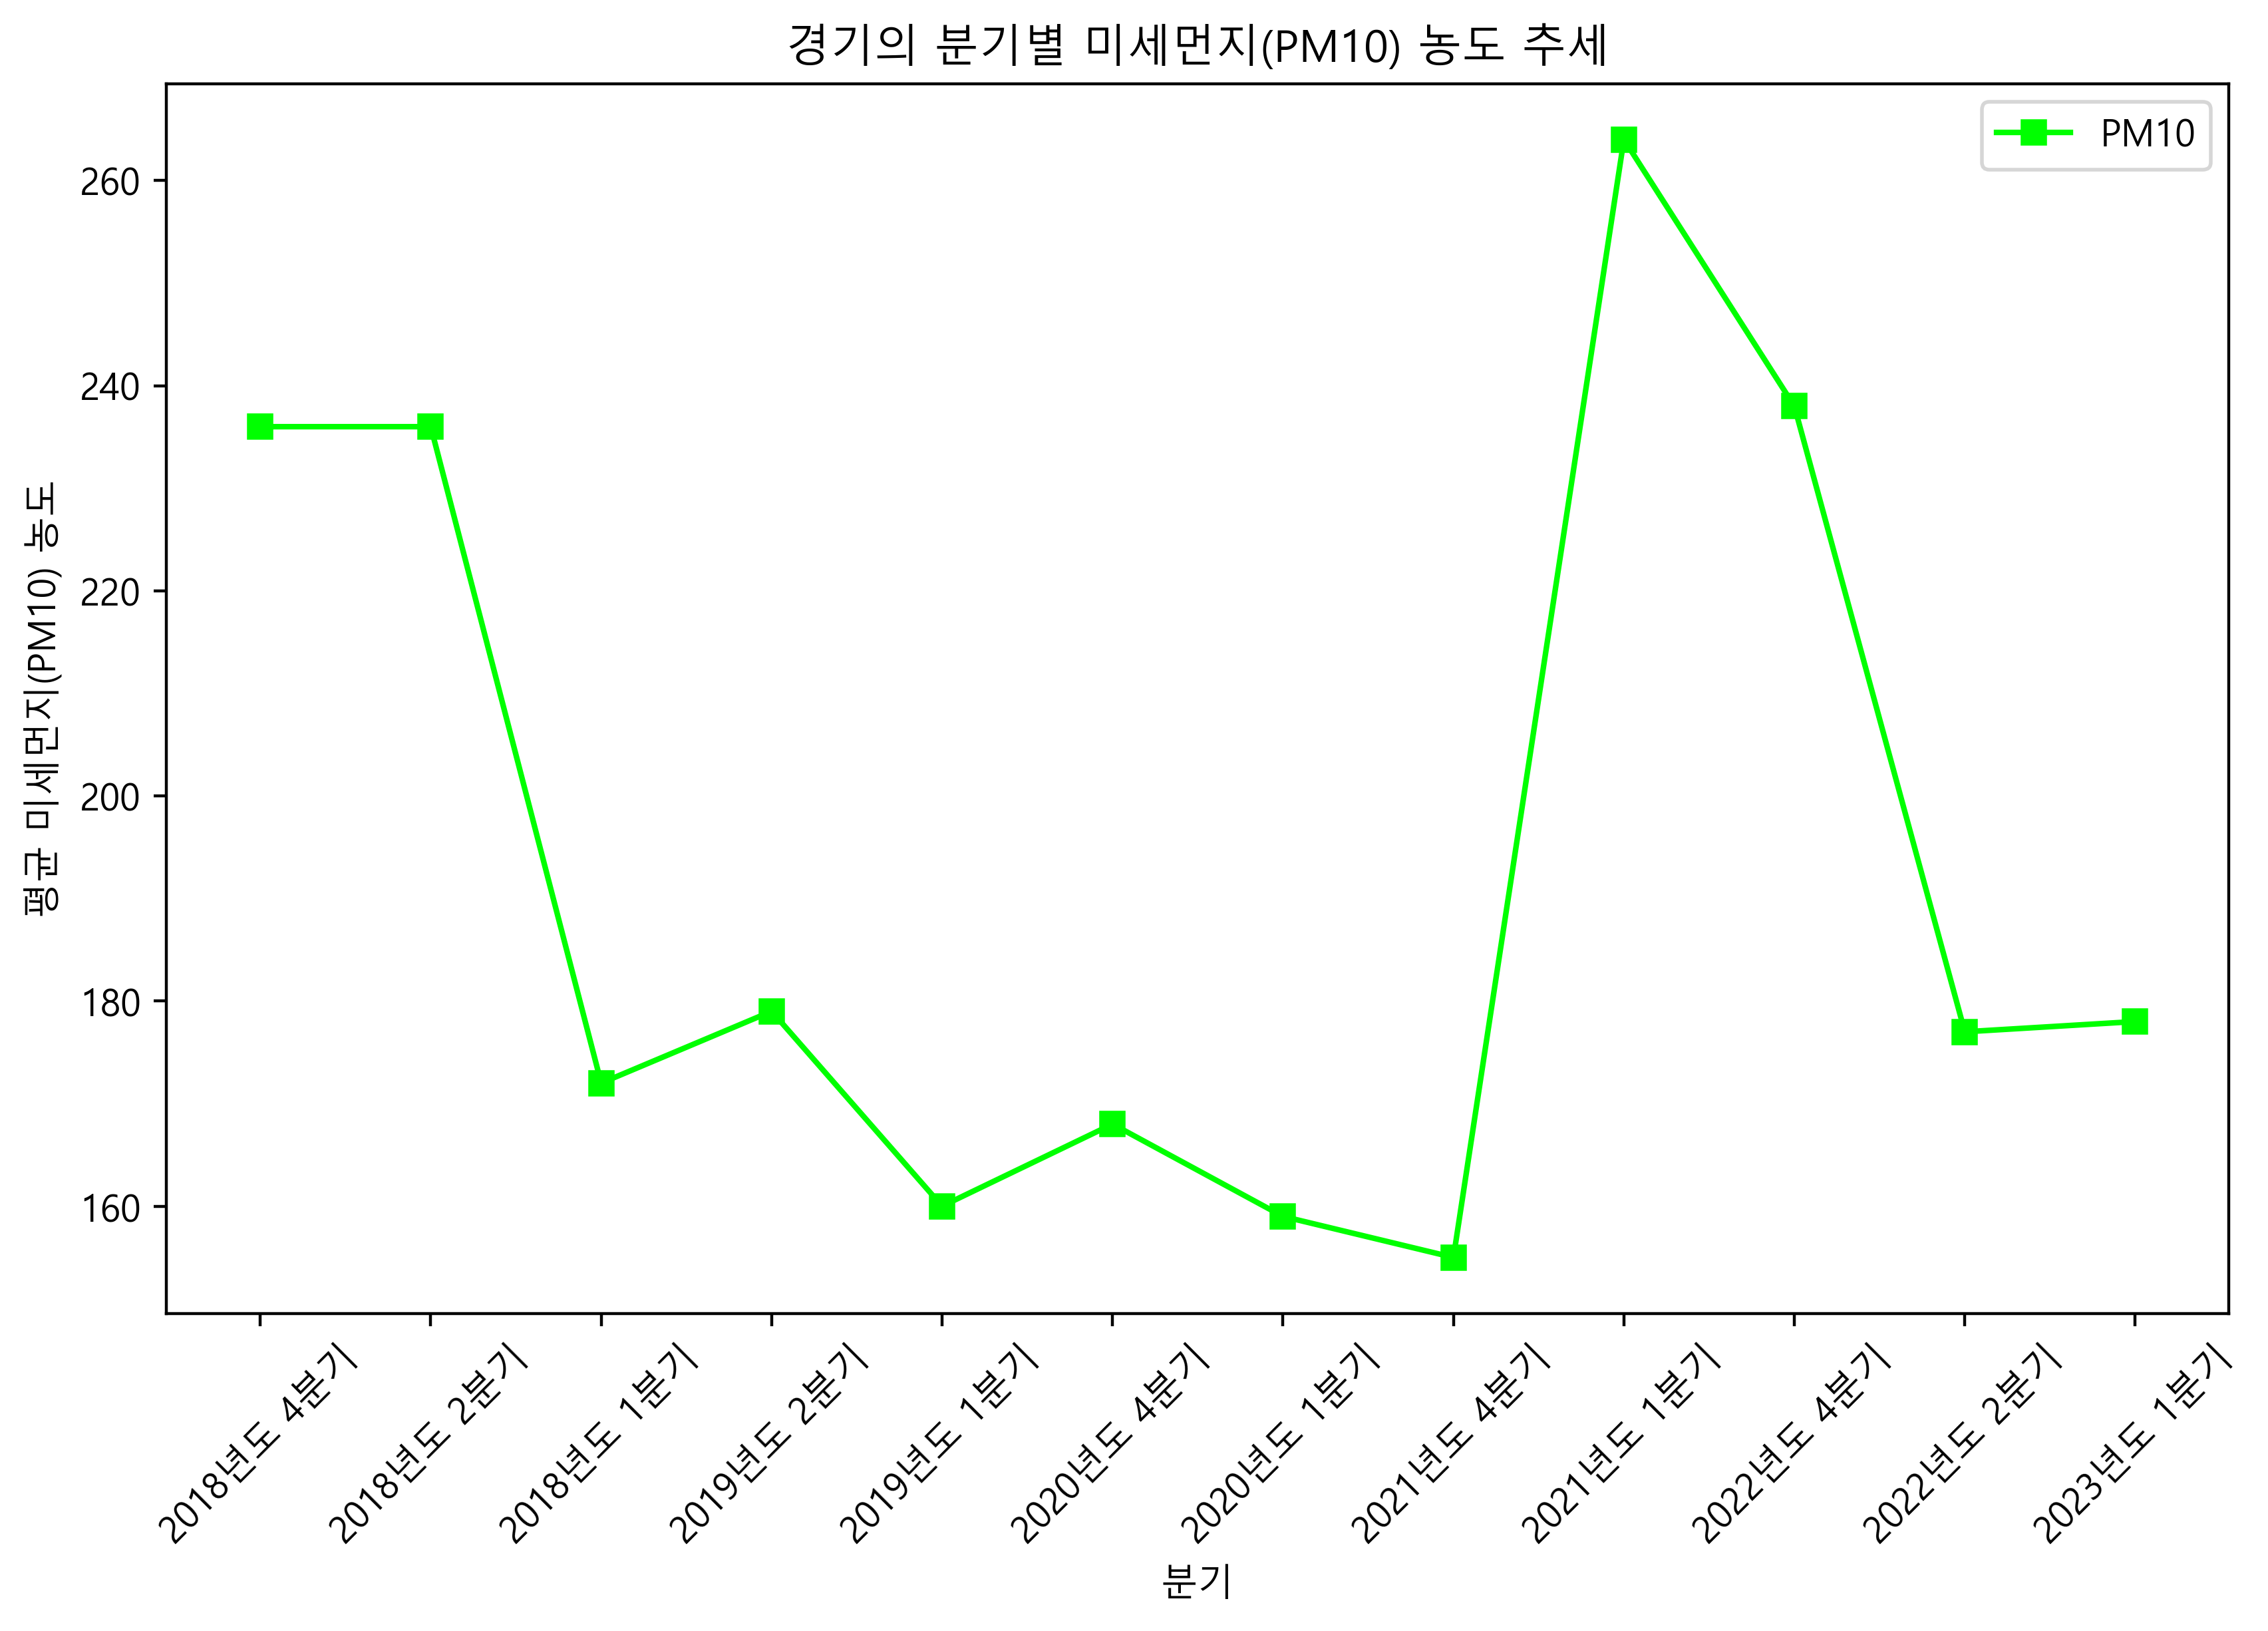 경기의 분기별 미세먼지(PM10) 농도 추세
PM10
평균 미세먼지(PM10) 농도
260
240
220
200
180
160
2018년도 4분기
2018년도 2분기
2018년도 1분기
2019년도 2분기
2019년도 1분기
2020년도 4분기
2020년도 1분기
2021년도 4분기
2021년도 1분기
2022년도 4분기
2022년도 2분기
2023년도 1분기
분기